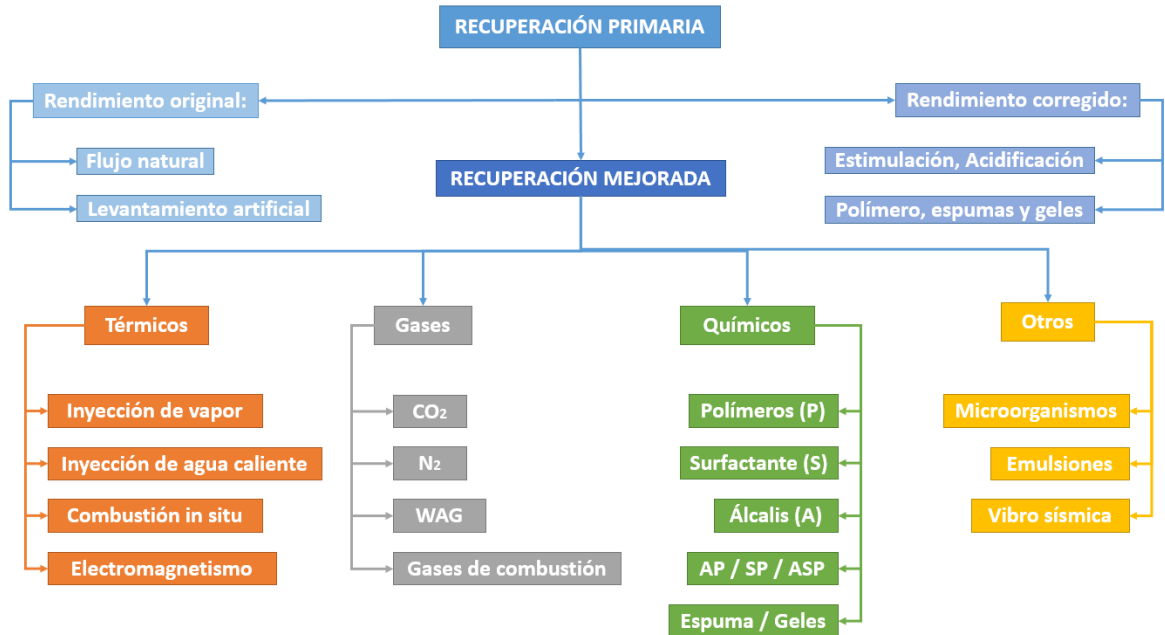 RECUPERACIÓN PRIMARIA
Rendimiento original:
Rendimiento corregido:
Flujo natural
Estimulación, Acidificación
RECUPERACIÓN MEJORADA
Levantamiento artificial
Polímero, espumas y geles
Térmicos
Gases
Químicos
Otros
Inyección de vapor
CO₂
Polímeros (P)
Microorganismos
Inyección de agua caliente
N₂
Surfactante (S)
Emulsiones
Combustión in situ
WAG
Álcalis (A)
Vibro sísmica
Electromagnetismo
Gases de combustión
AP / SP / ASP
Espuma / Geles